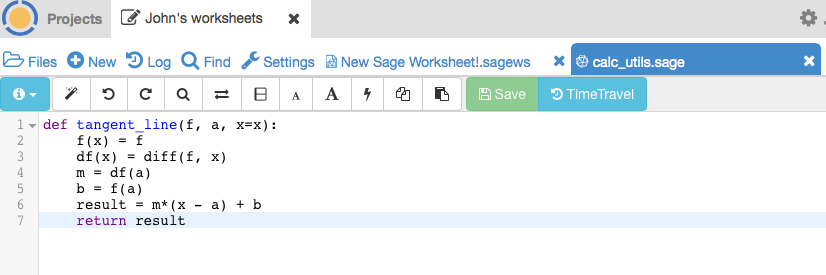 Projects John's worksheets
Files New Log Find Settings New Sage Worksheet!.sagews calc_utils.sage
A A Save TimeTravel
1 def tangent_line(f, a, x=x):
2     f(x) = f
3     df(x) = diff(f, x)
4     m = df(a)
5     b = f(a)
6     result = m*(x - a) + b
7     return result